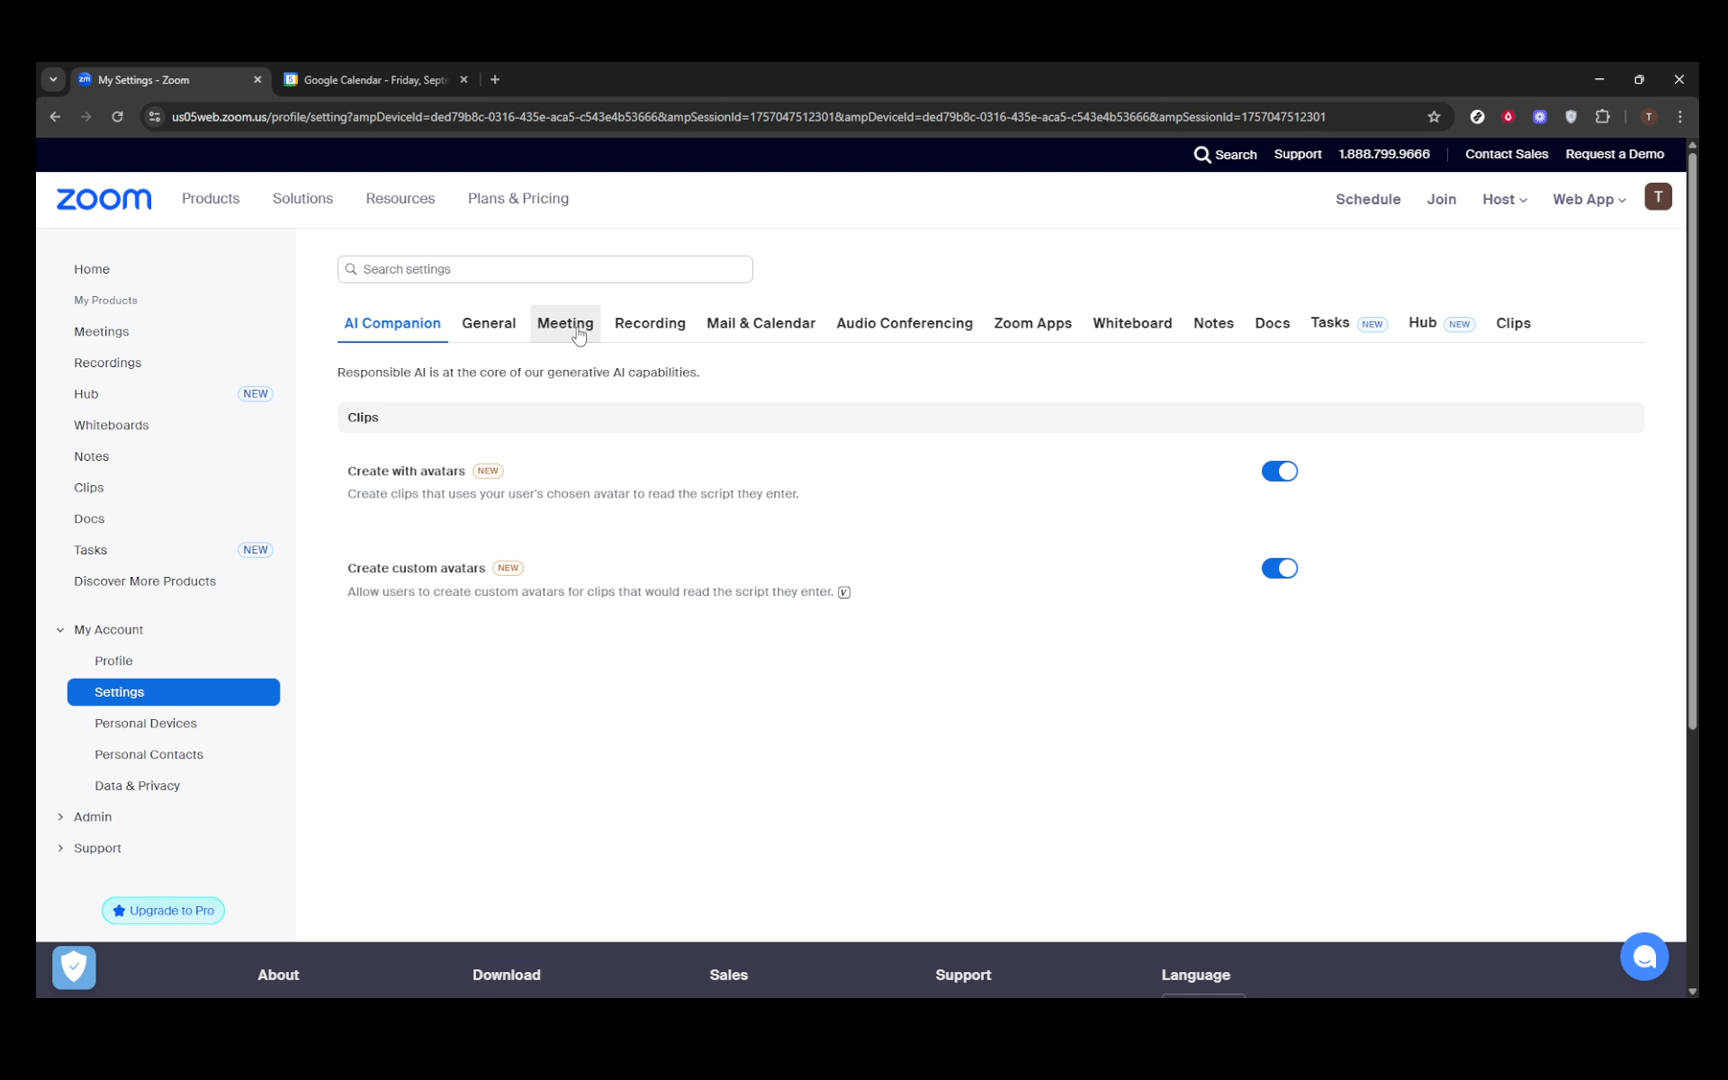 My Settings - Zoom
Google Calendar - Friday, Sept
us05web.zoom.us/profile/setting?ampDeviceId=ded79b8c-0316-435e-aca5-c543e4b53666&ampSessionId=1757047512301&ampDeviceId=ded79b8c-0316-435e-aca5-c543e4b53666&ampSessionId=1757047512301
T
Search Support 1.888.799.9666 Contact Sales Request a Demo
zoom Products Solutions Resources Plans & Pricing Schedule Join Host Web App T
Home
My Products
Meetings
Recordings
Hub NEW
Whiteboards
Notes
Clips
Docs
Tasks NEW
Discover More Products
My Account
Profile
Settings
Personal Devices
Personal Contacts
Data & Privacy
Admin
Support
Upgrade to Pro
Search settings
AI Companion General Meeting Recording Mail & Calendar Audio Conferencing Zoom Apps Whiteboard Notes Docs Tasks NEW Hub NEW Clips
Responsible AI is at the core of our generative AI capabilities.
Clips
Create with avatars NEW
Create clips that uses your user's chosen avatar to read the script they enter.
Create custom avatars NEW
Allow users to create custom avatars for clips that would read the script they enter.
About Download Sales Support Language